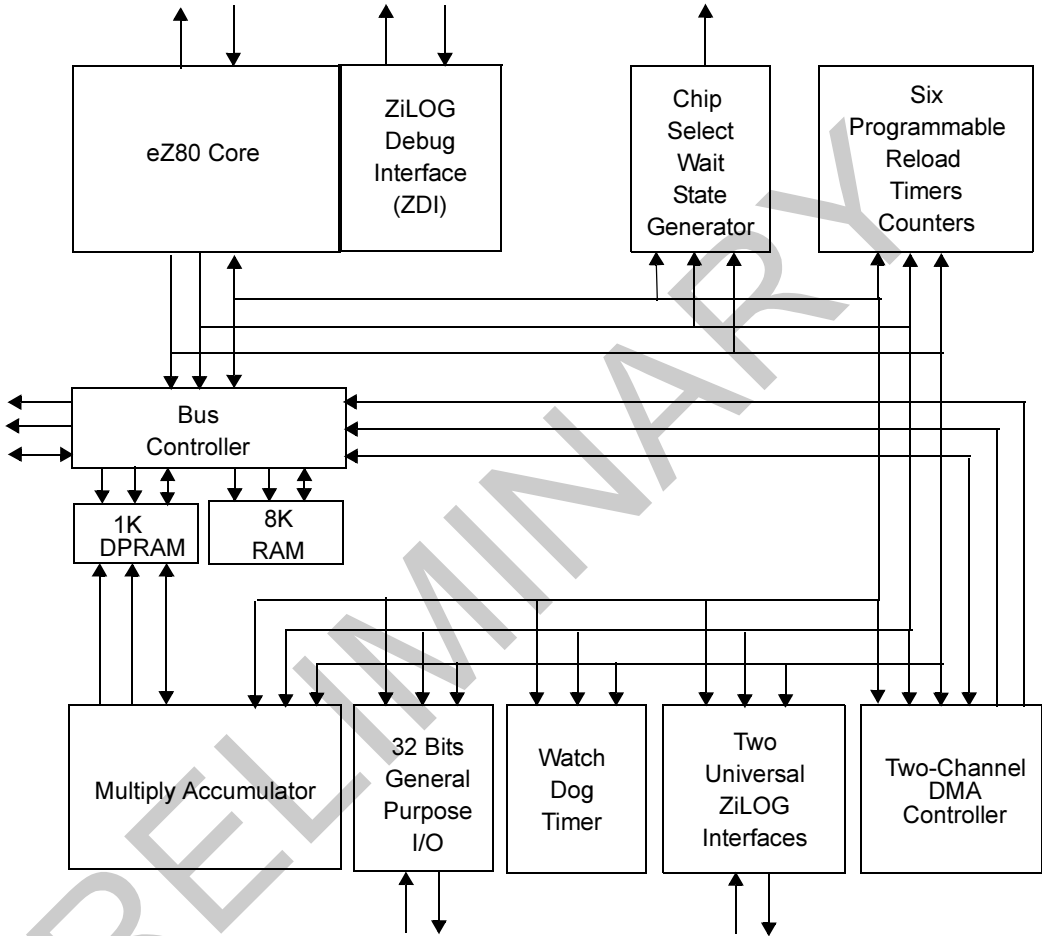 eZ80 Core
ZiLOG
Debug
Interface
(ZDI)
Chip
Select
Wait
State
Generator
Six
Programmable
Reload
Timers
Counters
Bus
Controller
1K
DPRAM
8K
RAM
Multiply Accumulator
32 Bits
General
Purpose
I/O
Watch
Dog
Timer
Two
Universal
ZiLOG
Interfaces
Two-Channel
DMA
Controller
RELIMINARY